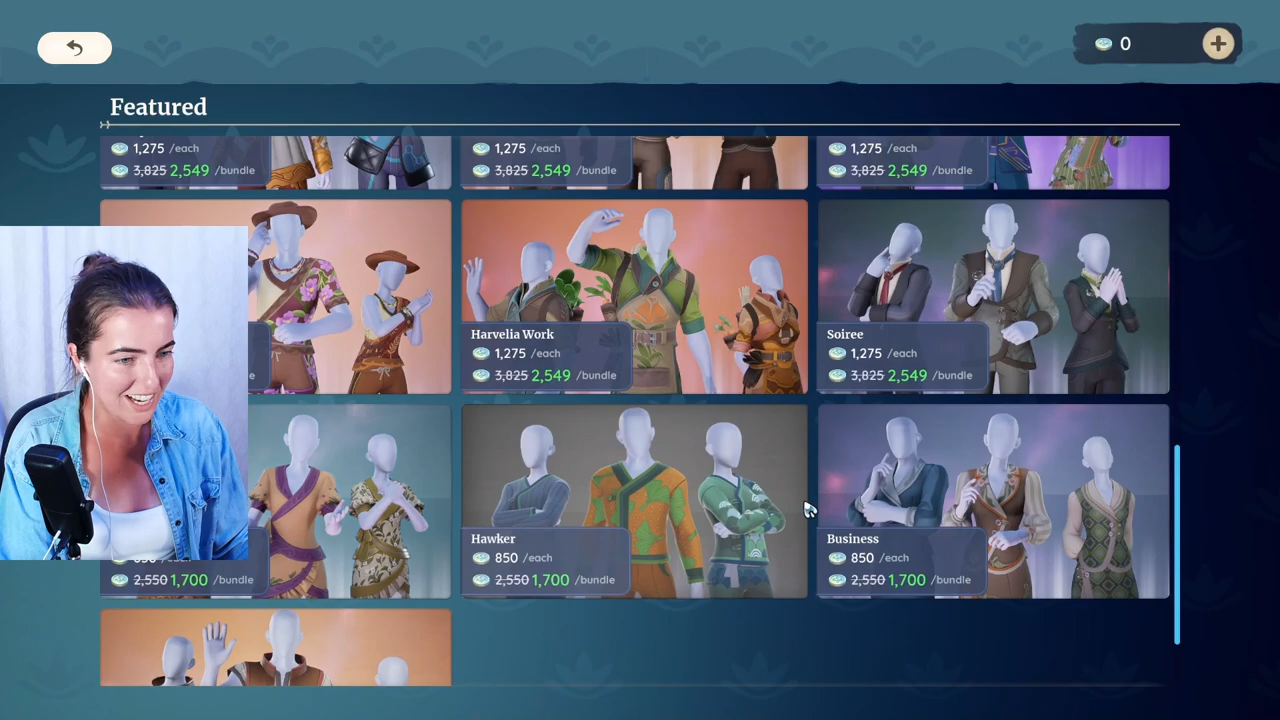 0
Featured
1,275 /each
3,825 2,549 /bundle
1,275 /each
3,825 2,549 /bundle
1,275 /each
3,825 2,549 /bundle
Harvelia Work
1,275 /each
3,825 2,549 /bundle
Soiree
1,275 /each
3,825 2,549 /bundle
2,550 1,700 /bundle
Hawker
850 /each
2,550 1,700 /bundle
Business
850 /each
2,550 1,700 /bundle